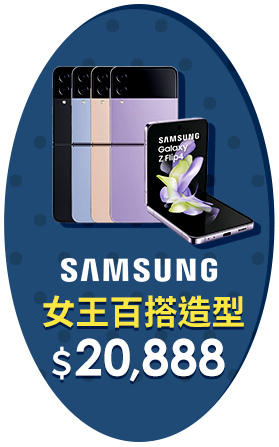 SAMSUNG
Galaxy
Z Flip4
SAMSUNG
女王百搭造型
$20,888